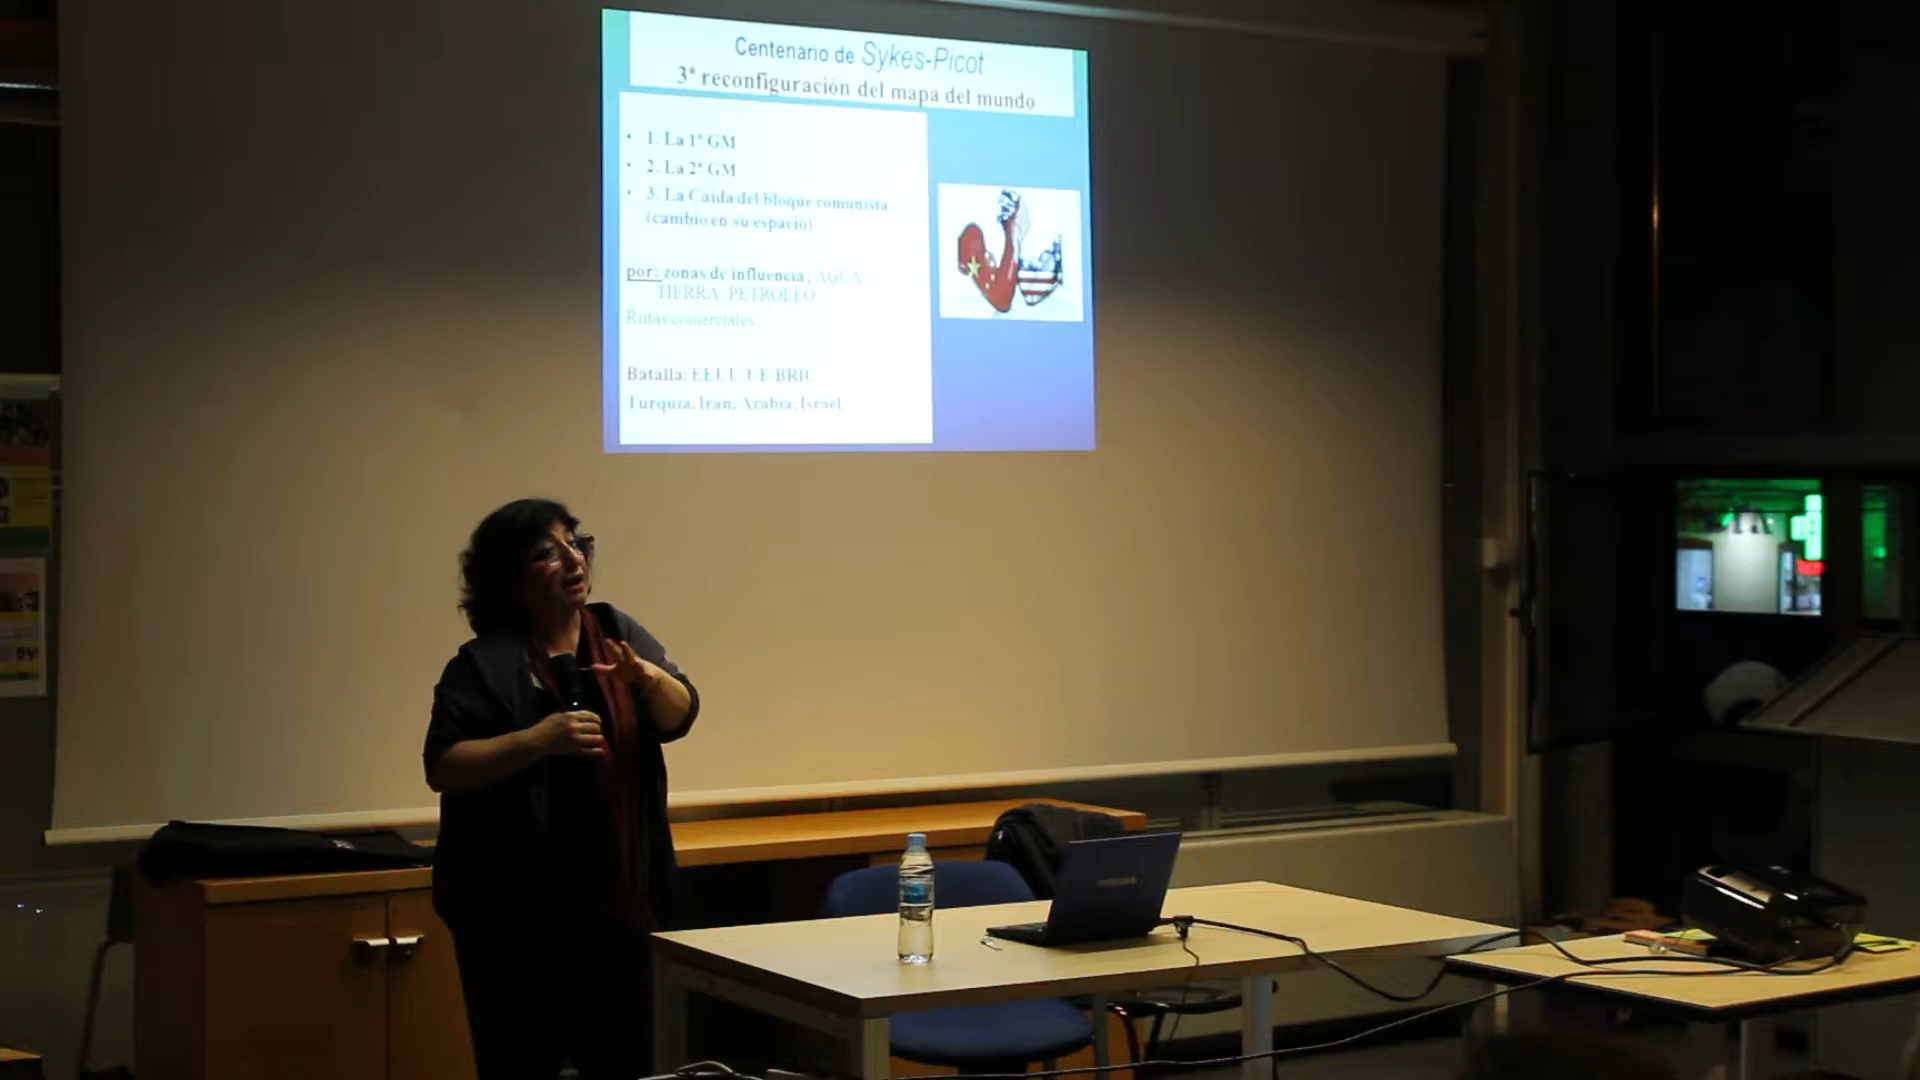 Centenario de Sykes-Picot
3ª reconfiguración del mapa del mundo
• 1. La 1ª GM
• 2. La 2ª GM
• 3. La Caida del bloque comunista
(cambio en su espacio)
por: zonas de influencia, AGUA
TIERRA PETROLEO
Rutas comerciales
Batalla: EEUU UE BRIC
Turquia, Iran, Arabia, Israel